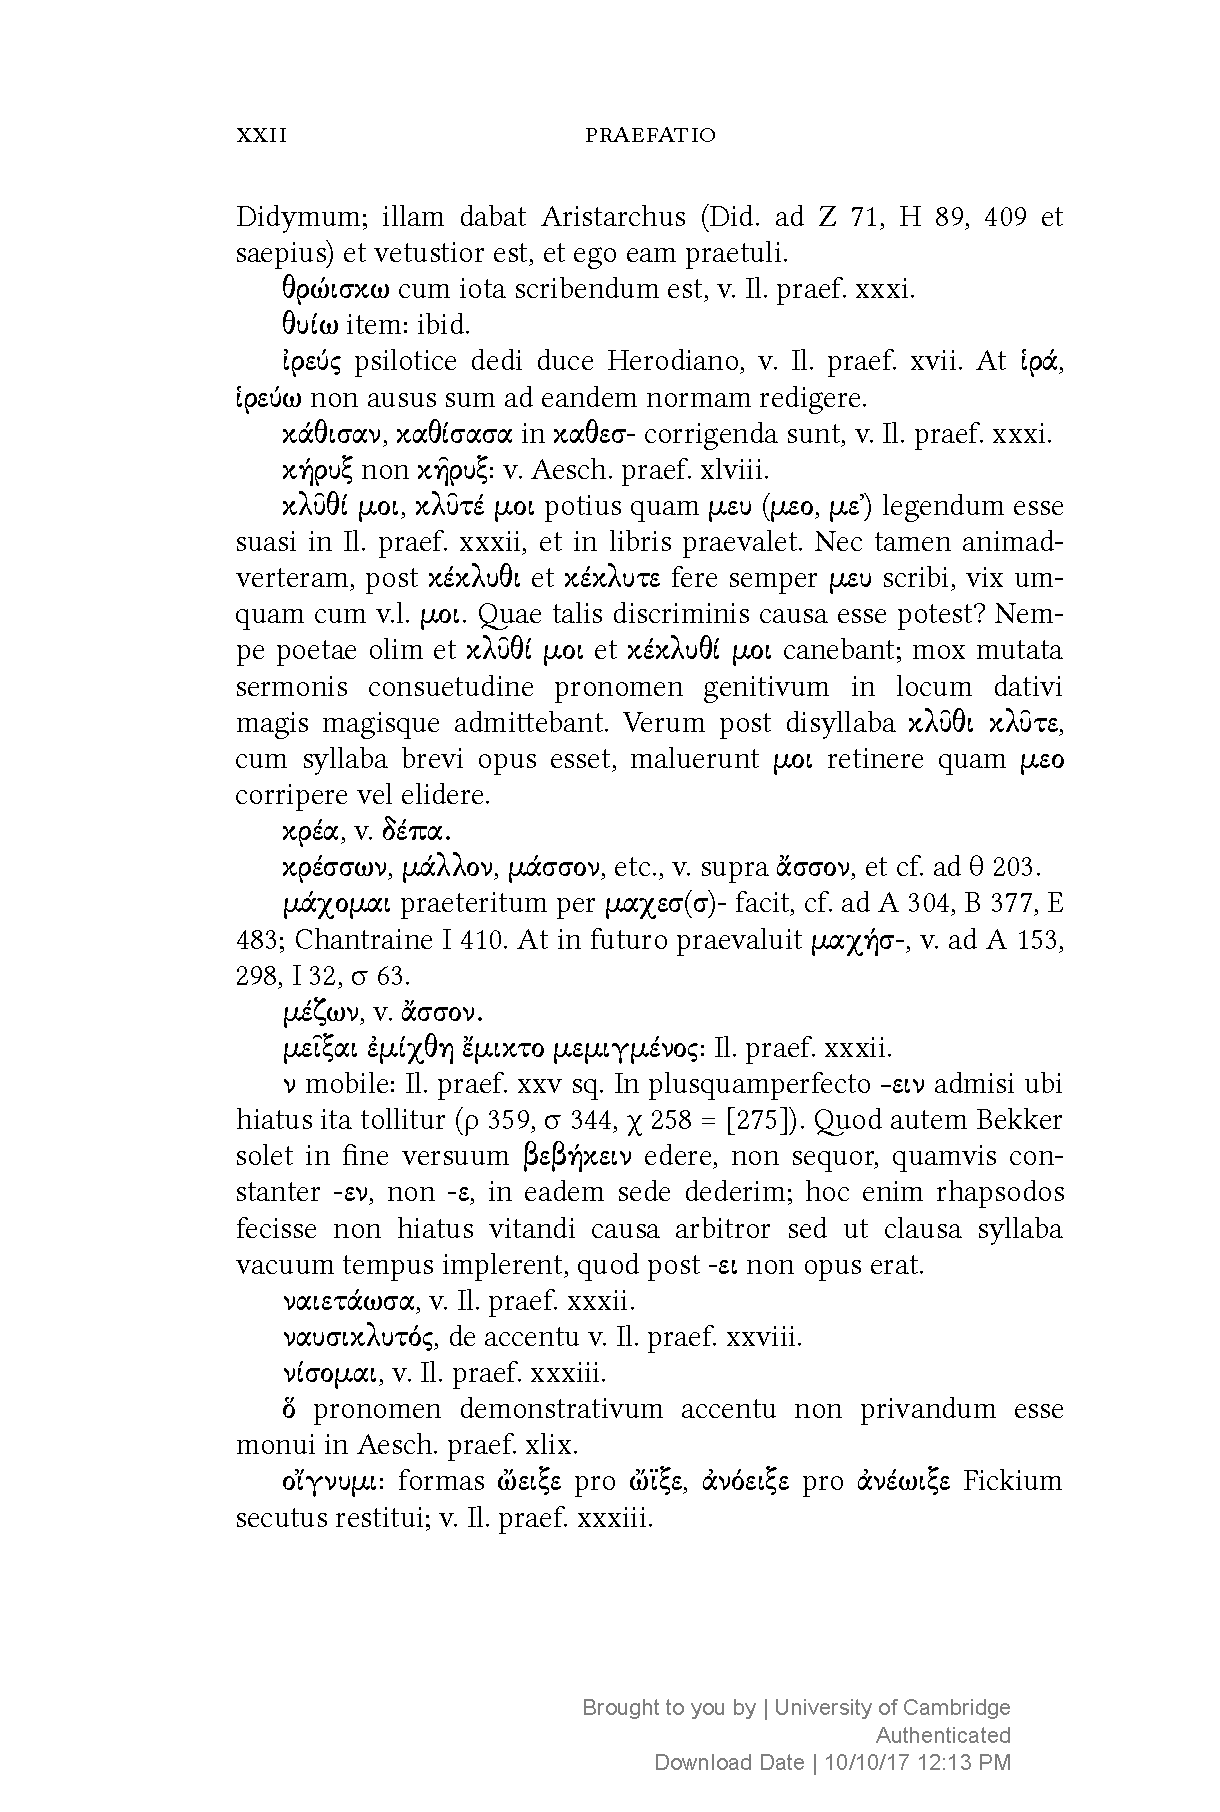 XXII PRAEFATIO
Didymum; illam dabat Aristarchus (Did. ad Ζ 71, Η 89, 409 et
saepius) et vetustior est, et ego eam praetuli.
θρώισκω cum iota scribendum est, v. Il. praef. xxxi.
θυίω item: ibid.
ἰρεύς psilotice dedi duce Herodiano, v. Il. praef. xvii. At ἱρά,
ἱρεύω non ausus sum ad eandem normam redigere.
κάθισαν, καθίσασα in καθεσ- corrigenda sunt, v. Il. praef. xxxi.
κήρυξ non κῆρυξ: v. Aesch. praef. xlviii.
κλῦθί μοι, κλῦτέ μοι potius quam μευ (μεο, με’) legendum esse
suasi in Il. praef. xxxii, et in libris praevalet. Nec tamen animad-
verteram, post κέκλυθι et κέκλυτε fere semper μευ scribi, vix um-
quam cum v.l. μοι. Quae talis discriminis causa esse potest? Nem-
pe poetae olim et κλῦθί μοι et κέκλυθί μοι canebant; mox mutata
sermonis consuetudine pronomen genitivum in locum dativi
magis magisque admittebant. Verum post disyllaba κλῦθι κλῦτε,
cum syllaba brevi opus esset, maluerunt μοι retinere quam μεο
corripere vel elidere.
κρέα, v. δέπα.
κρέσσων, μάλλον, μάσσον, etc., v. supra ἄσσον, et cf. ad θ 203.
μάχομαι praeteritum per μαχεσ(σ)- facit, cf. ad Α 304, Β 377, Ε
483; Chantraine I 410. At in futuro praevaluit μαχήσ-, v. ad Α 153,
298, Ι 32, σ 63.
μέζων, v. ἄσσον.
μεῖξαι ἐμίχθη ἔμικτο μεμιγμένος: Il. praef. xxxii.
ν mobile: Il. praef. xxv sq. In plusquamperfecto –ειν admisi ubi
hiatus ita tollitur (ρ 359, σ 344, χ 258 = [275]). Quod autem Bekker
solet in fine versuum βεβήκειν edere, non sequor, quamvis con-
stanter -εν, non -ε, in eadem sede dederim; hoc enim rhapsodos
fecisse non hiatus vitandi causa arbitror sed ut clausa syllaba
vacuum tempus implerent, quod post -ει non opus erat.
ναιετάωσα, v. Il. praef. xxxii.
ναυσικλυτός, de accentu v. Il. praef. xxviii.
νίσομαι, v. Il. praef. xxxiii.
ὅ pronomen demonstrativum accentu non privandum esse
monui in Aesch. praef. xlix.
οἴγνυμι: formas ὤειξε pro ὤϊξε, ἀνόειξε pro ἀνέωιξε Fickium
secutus restitui; v. Il. praef. xxxiii.
Brought to you by | University of Cambridge
Authenticated
Download Date | 10/10/17 12:13 PM